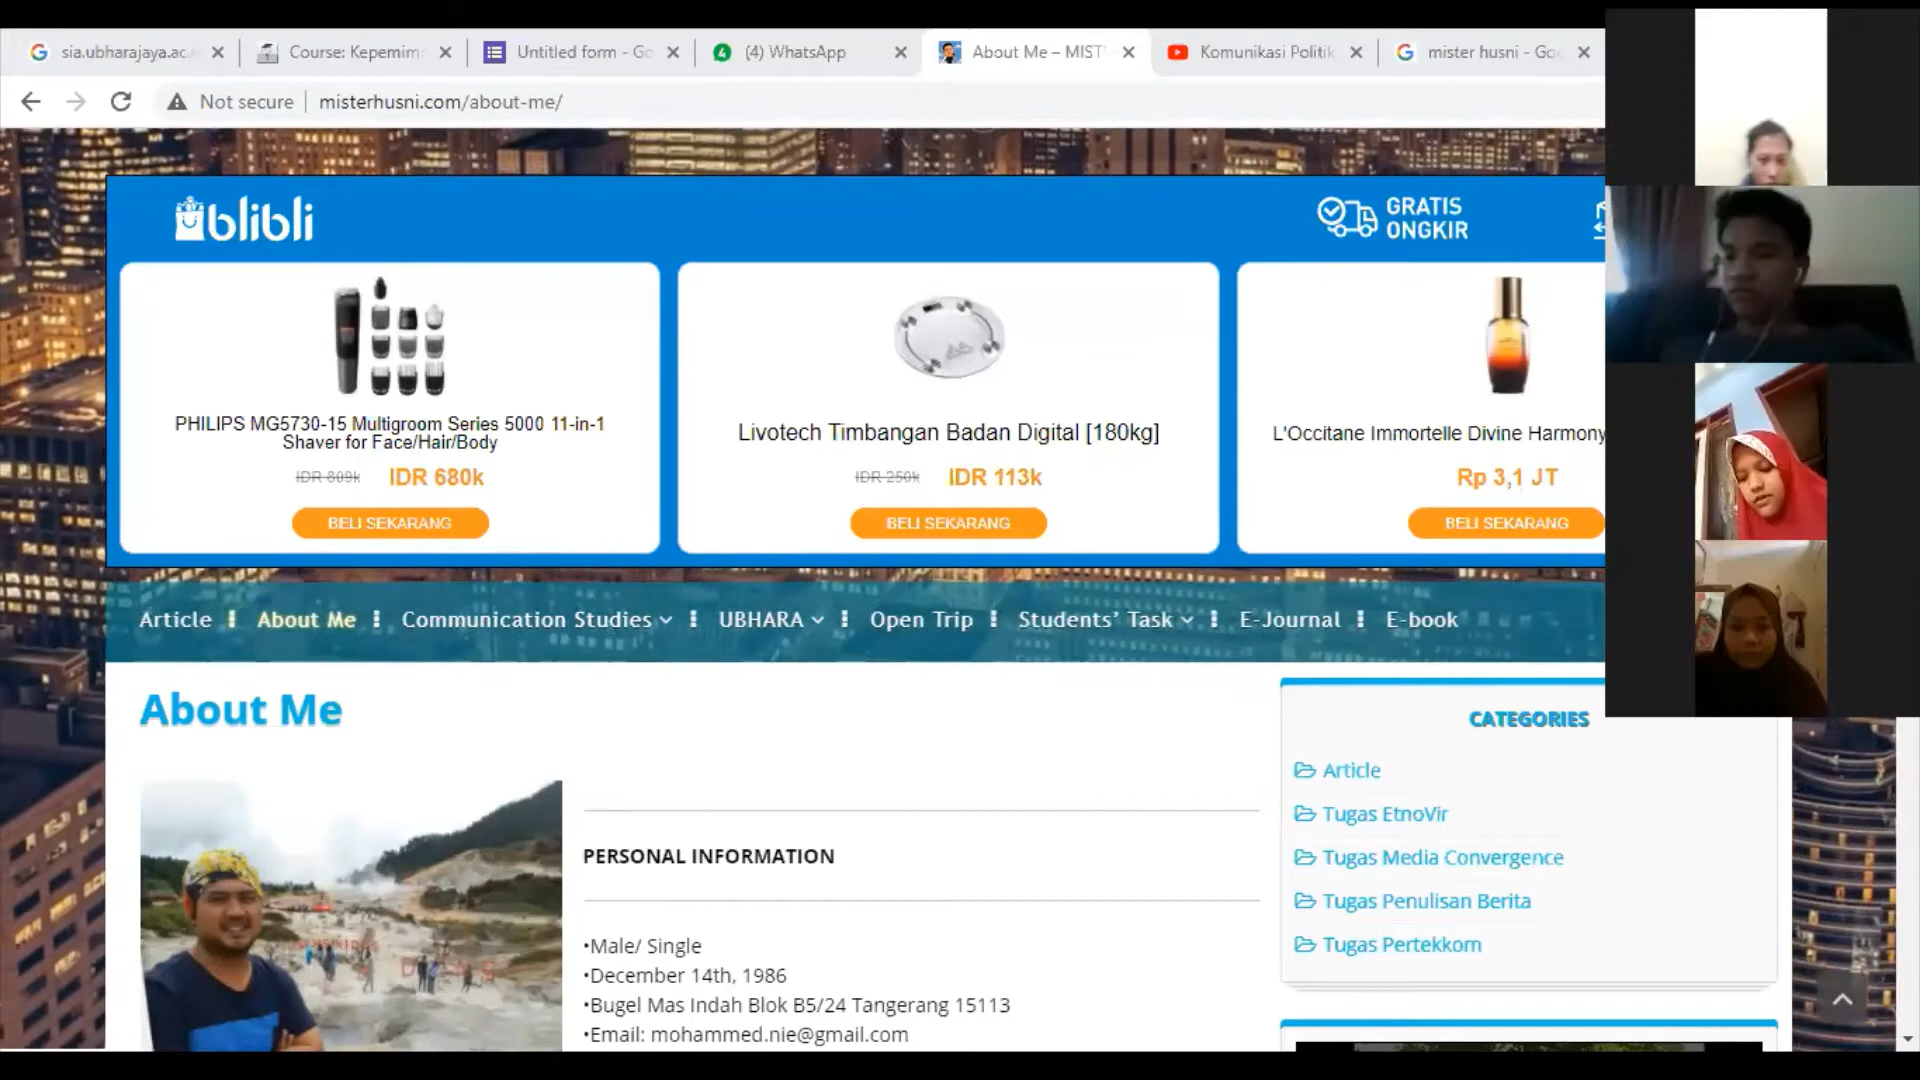 sia.ubharajaya.ac.
Course: Kepemim
Untitled form - Go
(4) WhatsApp
About Me – MIST
Komunikasi Politik
mister husni - Goo
Not secure
misterhusni.com/about-me/
blibli
GRATIS
ONGKIR
PHILIPS MG5730-15 Multigroom Series 5000 11-in-1
Shaver for Face/Hair/Body
IDR 809k IDR 680k
BELI SEKARANG
Livotech Timbangan Badan Digital [180kg]
IDR 250k IDR 113k
BELI SEKARANG
L'Occitane Immortelle Divine Harmony
Rp 3,1 JT
BELI SEKARANG
Article
About Me
Communication Studies
UBHARA
Open Trip
Students' Task
E-Journal
E-book
About Me
PERSONAL INFORMATION
•Male/ Single
•December 14th, 1986
•Bugel Mas Indah Blok B5/24 Tangerang 15113
•Email: mohammed.nie@gmail.com
CATEGORIES
Article
Tugas EtnoVir
Tugas Media Convergence
Tugas Penulisan Berita
Tugas Pertekkom